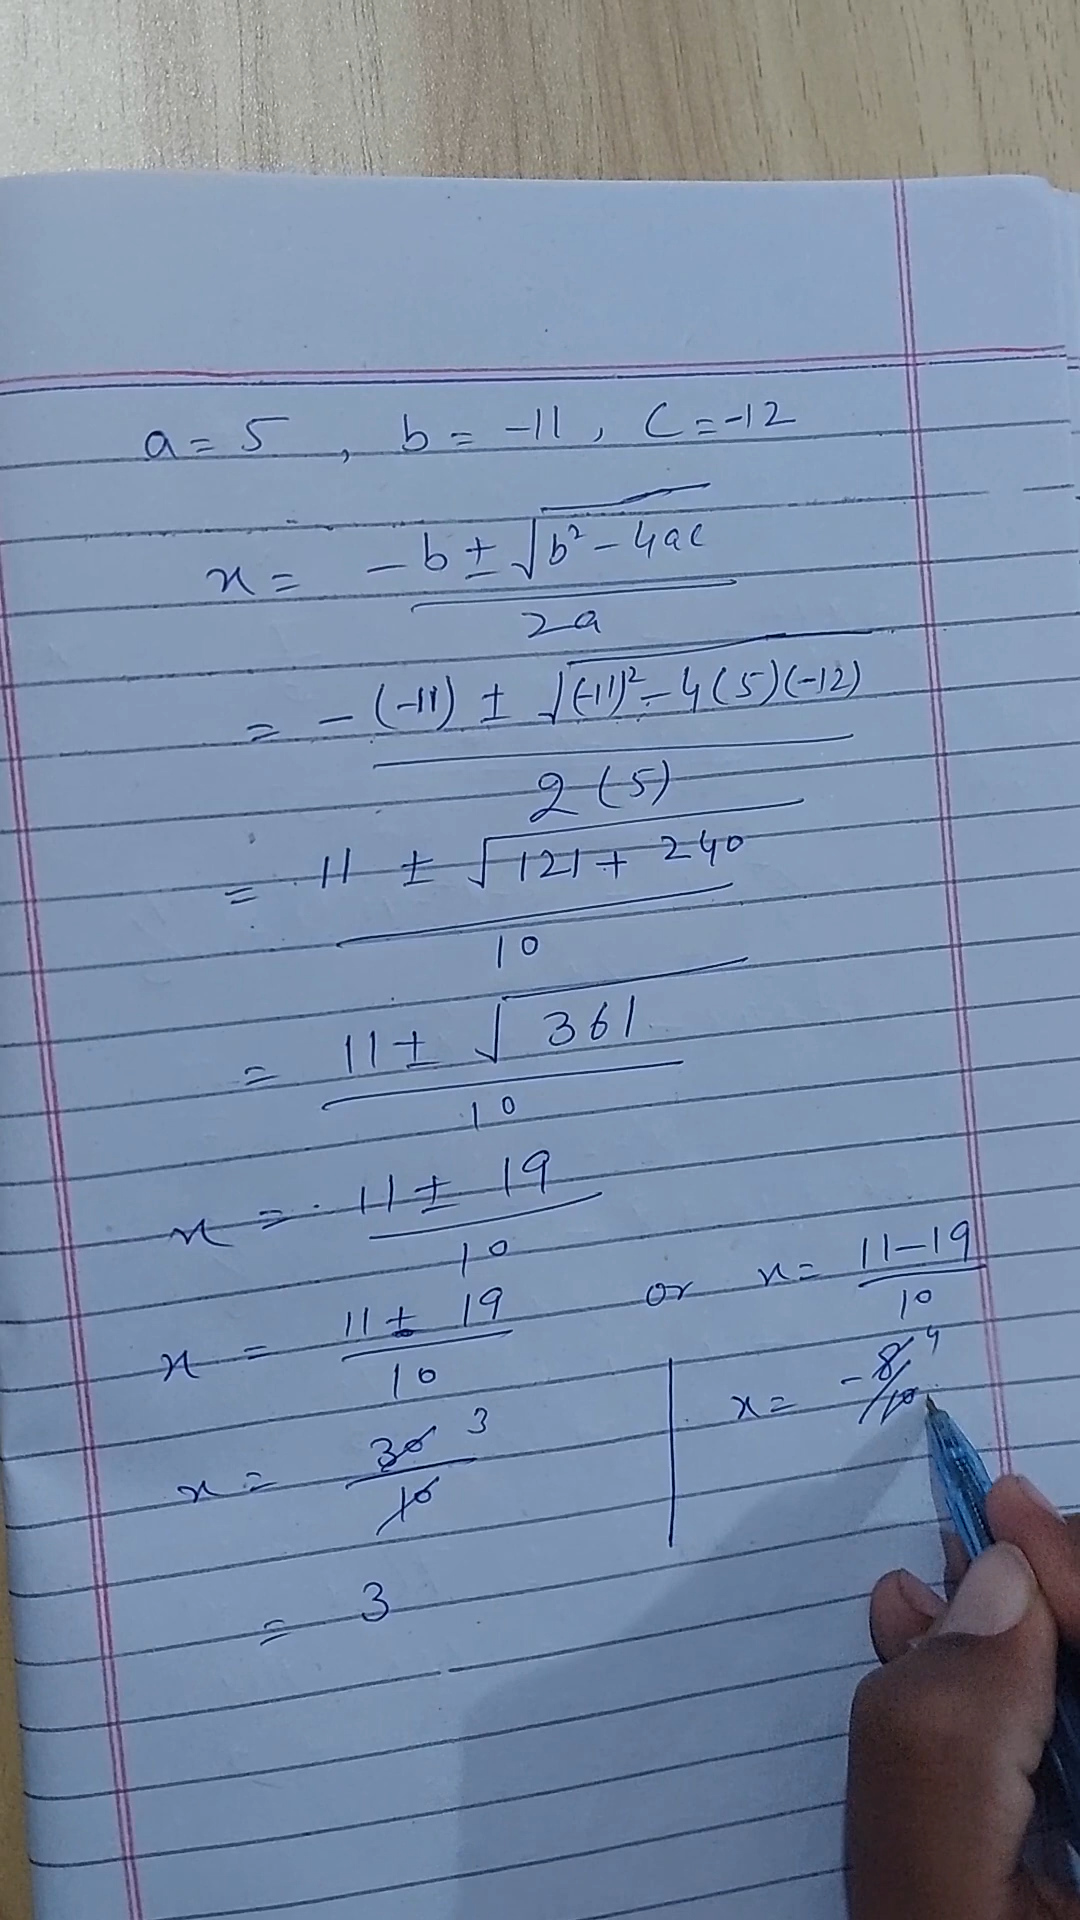 a = 5 , b = -11 , C = -12
x = -b ± √b² - 4ac
2a
= -(-11) ± √(-11)² - 4(5)(-12)
2(5)
= 11 ± √121 + 240
10
= 11 ± √361
10
x = 11 ± 19
10
x = 11 + 19 or x = 11-19
10 10
x = 30 3 x = -8/10 4
10
= 3